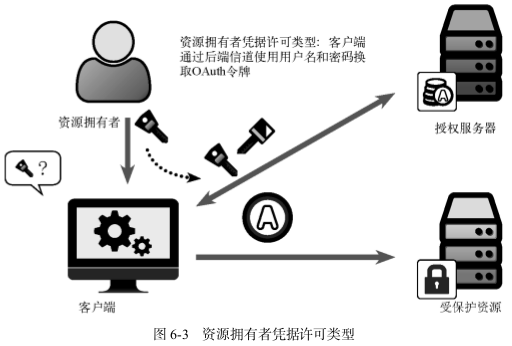 资源拥有者凭据许可类型：客户端
通过后端信道使用用户名和密码换
取OAuth令牌
资源拥有者
授权服务器
?
客户端
受保护资源
图 6-3 资源拥有者凭据许可类型